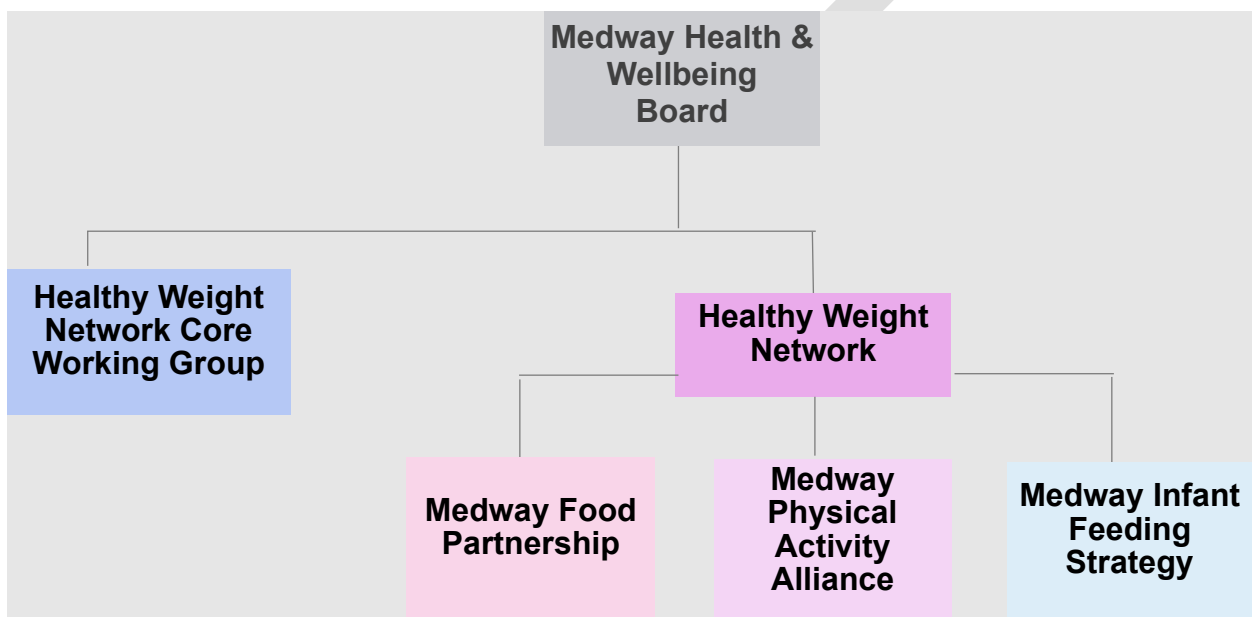 Medway Health &
Wellbeing
Board
Healthy Weight
Network Core
Working Group
Healthy Weight
Network
Medway Food
Partnership
Medway
Physical
Activity
Alliance
Medway Infant
Feeding
Strategy